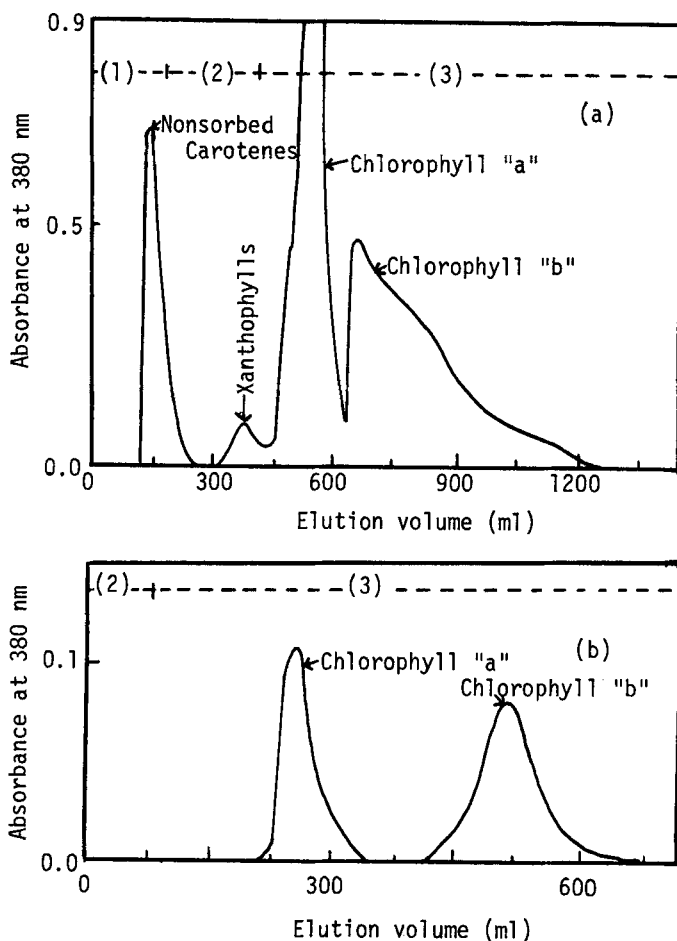 0.9
(1) (2) (3)
(a)
Nonsorbed
Carotenes
Chlorophyll "a"
0.5
Chlorophyll "b"
Xanthophylls
Absorbance at 380 nm
0.0
0 300 600 900 1200
Elution volume (ml)
(2) (3)
(b)
Chlorophyll "a"
Chlorophyll "b"
0.1
Absorbance at 380 nm
0.0
0 300 600
Elution volume (ml)